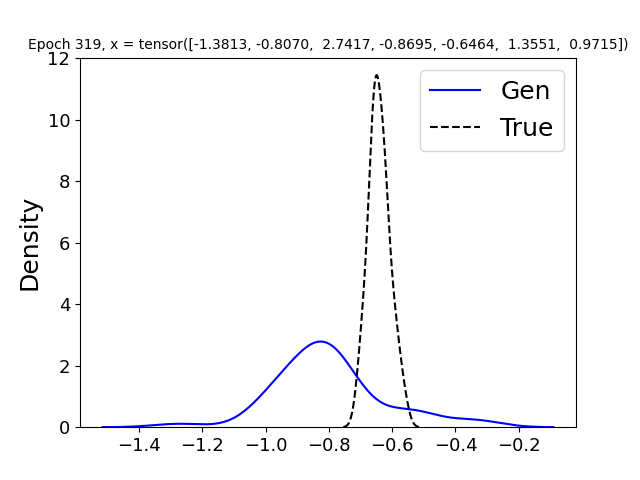 Epoch 319, x = tensor([-1.3813, -0.8070,  2.7417, -0.8695, -0.6464,  1.3551,  0.9715])
12
10
8
6
4
2
0
Density
Gen
True
−1.4 −1.2 −1.0 −0.8 −0.6 −0.4 −0.2